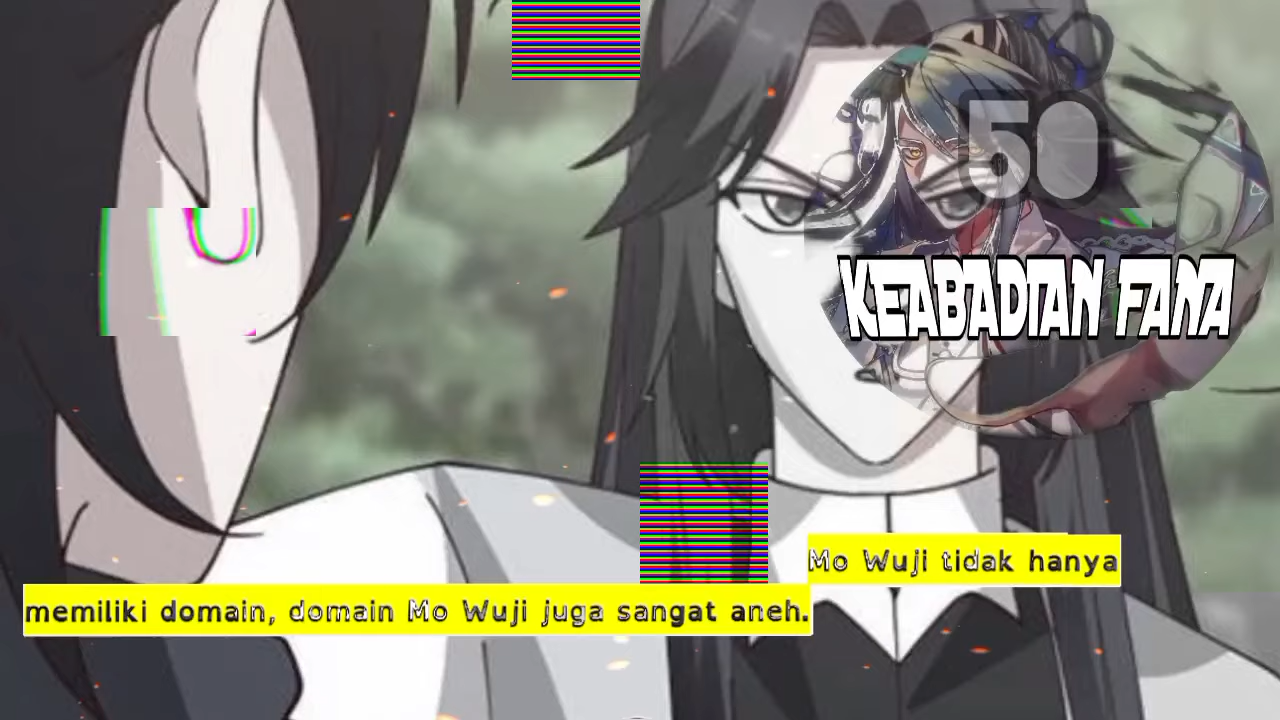 50
KEABADIAN FANA
Mo Wuji tidak hanya
memiliki domain, domain Mo Wuji juga sangat aneh.